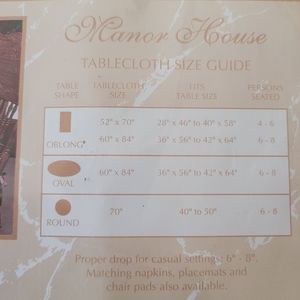 Manor House
TABLECLOTH SIZE GUIDE
TABLE SHAPE TABLECLOTH SIZE FITS TABLE SIZE PERSONS SEATED
52" x 70" 28" x 46" to 40" x 58" 4 - 6
OBLONG 60" x 84" 36" x 56" to 42" x 64" 6 - 8
OVAL 60" x 84" 36" x 56" to 42" x 64" 6 - 8
ROUND 70" 40" to 50" 6 - 8
Proper drop for casual settings: 6" - 8".
Matching napkins, placemats and
chair pads also available.